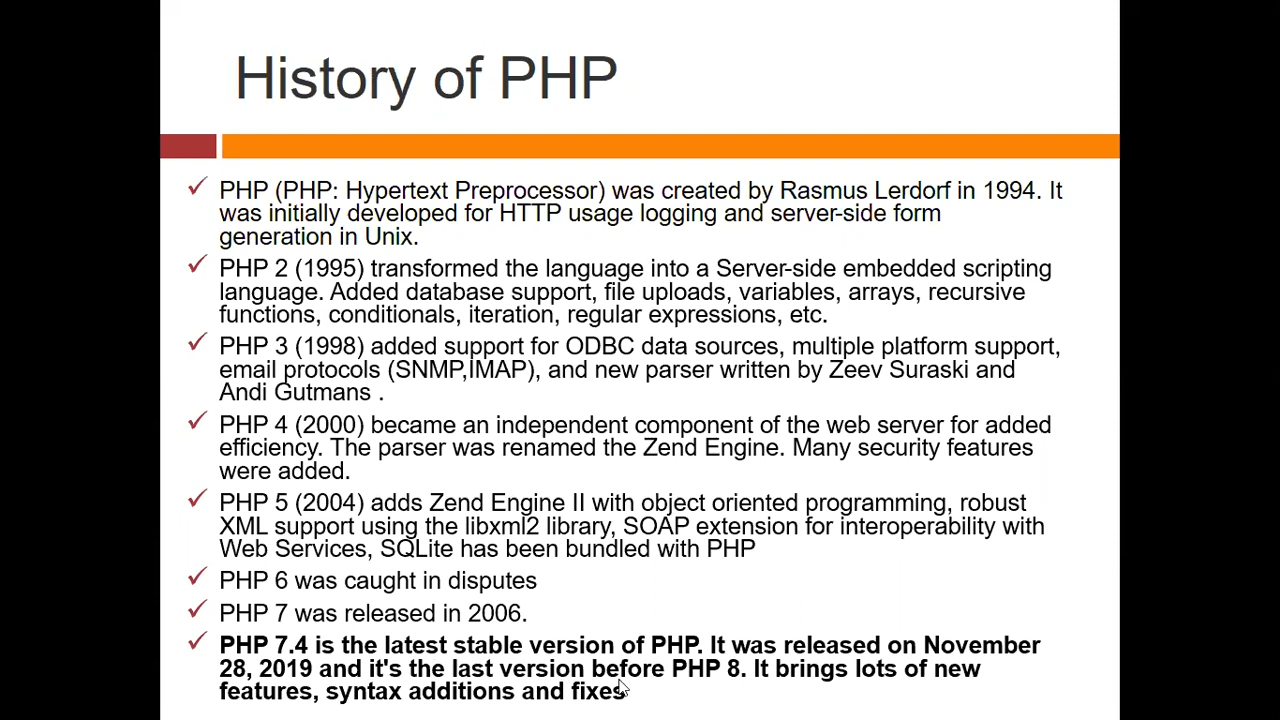 History of PHP
PHP (PHP: Hypertext Preprocessor) was created by Rasmus Lerdorf in 1994. It
was initially developed for HTTP usage logging and server-side form
generation in Unix.
PHP 2 (1995) transformed the language into a Server-side embedded scripting
language. Added database support, file uploads, variables, arrays, recursive
functions, conditionals, iteration, regular expressions, etc.
PHP 3 (1998) added support for ODBC data sources, multiple platform support,
email protocols (SNMP,IMAP), and new parser written by Zeev Suraski and
Andi Gutmans .
PHP 4 (2000) became an independent component of the web server for added
efficiency. The parser was renamed the Zend Engine. Many security features
were added.
PHP 5 (2004) adds Zend Engine II with object oriented programming, robust
XML support using the libxml2 library, SOAP extension for interoperability with
Web Services, SQLite has been bundled with PHP
PHP 6 was caught in disputes
PHP 7 was released in 2006.
PHP 7.4 is the latest stable version of PHP. It was released on November
28, 2019 and it's the last version before PHP 8. It brings lots of new
features, syntax additions and fixes